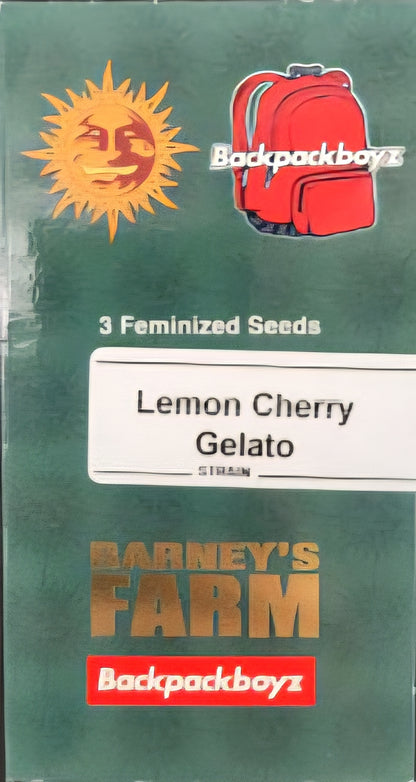 Backpackboyz
3 Feminized Seeds
Lemon Cherry
Gelato
STRAIN
BARNEY'S
FARM
Backpackboyz